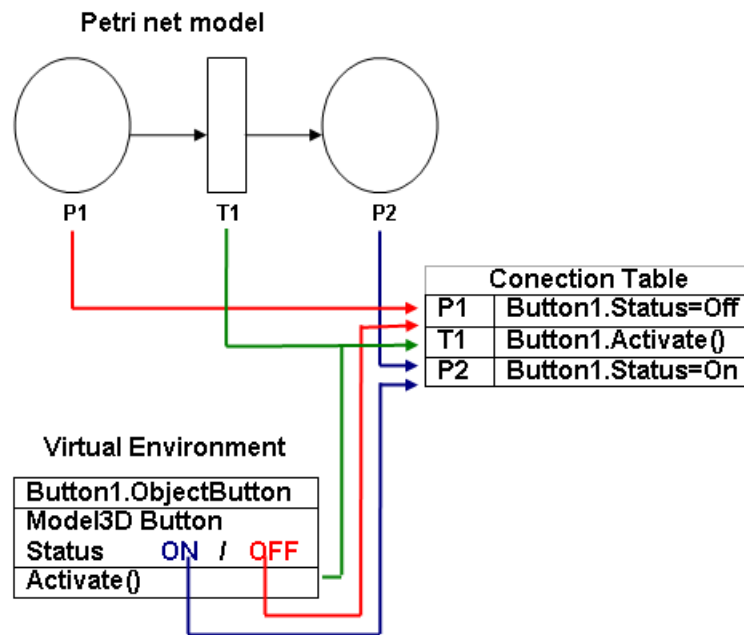 Petri net model
P1 T1 P2
Conection Table
P1 Button1.Status=Off
T1 Button1.Activate()
P2 Button1.Status=On
Virtual Environment
Button1.ObjectButton
Model3D Button
Status ON / OFF
Activate()